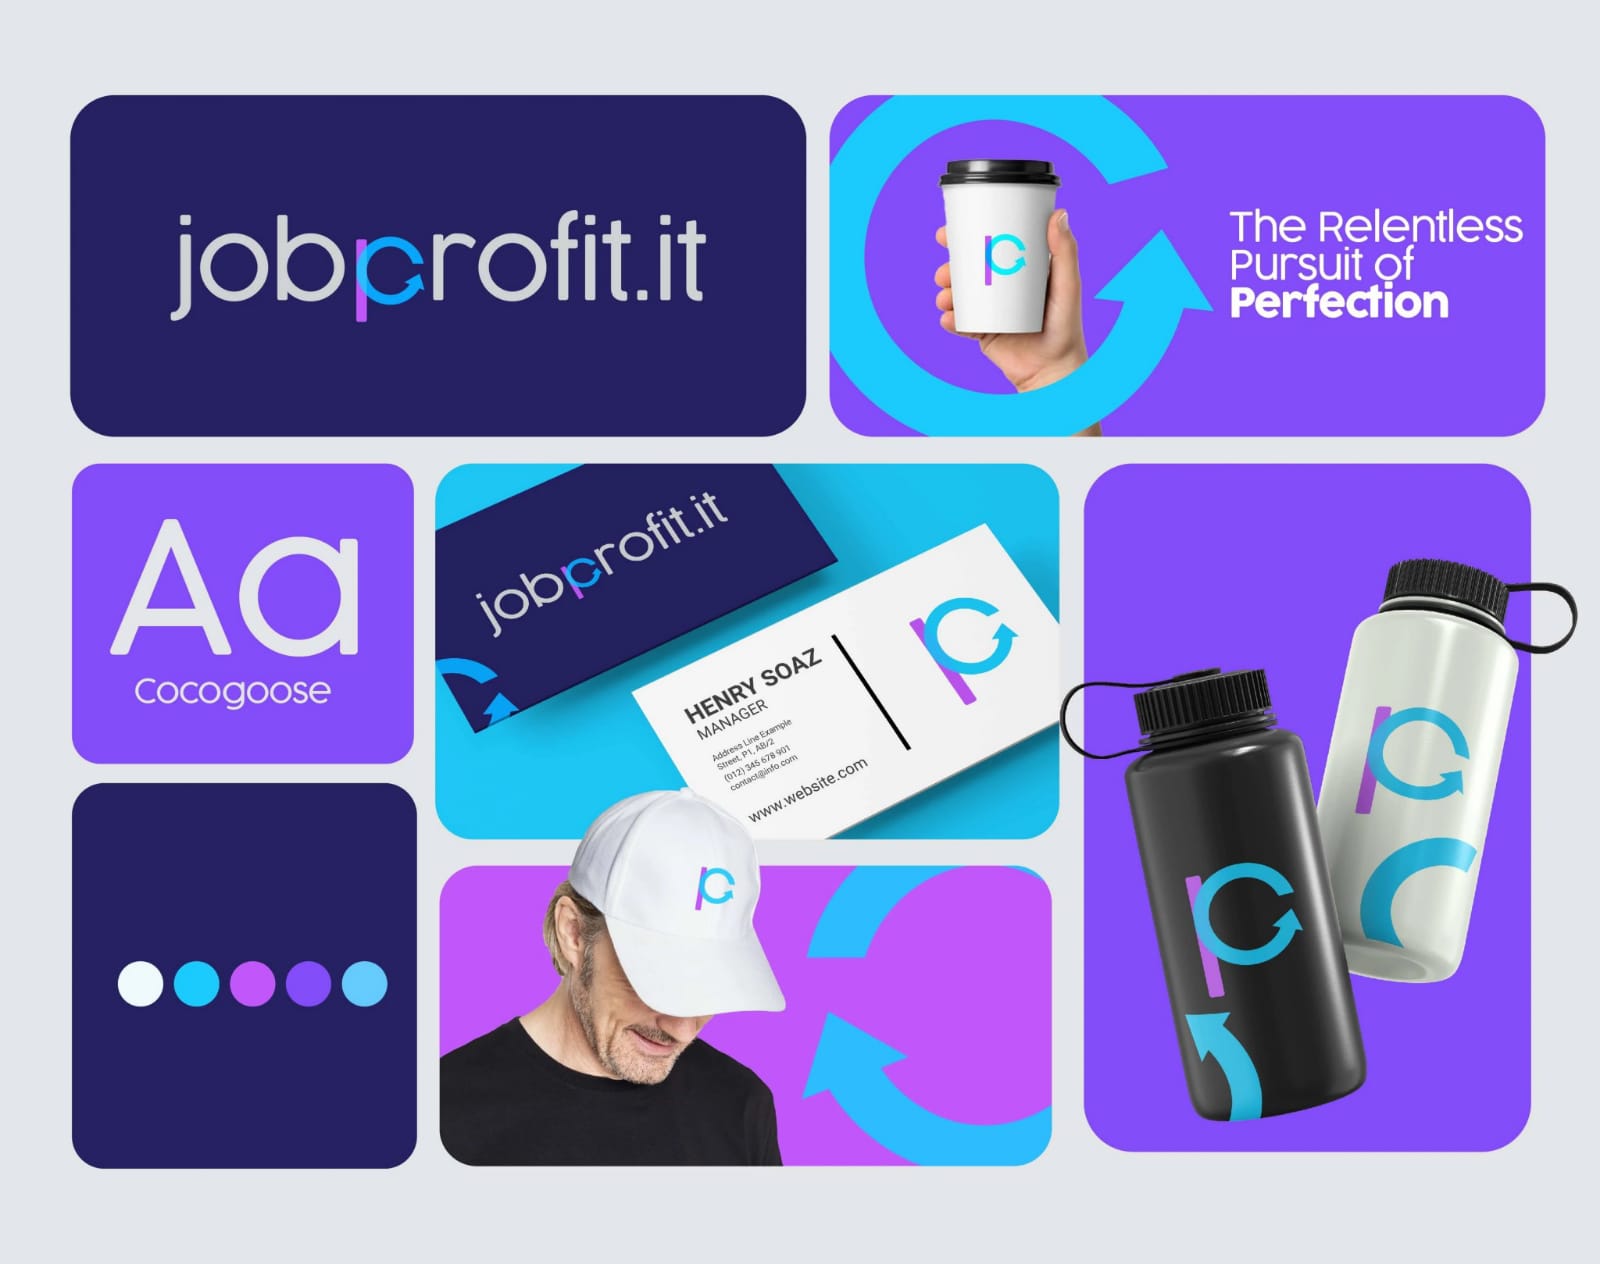 jobprofit.it
The Relentless
Pursuit of
Perfection
Aa
Cocogoose
jobprofit.it
HENRY SOAZ
MANAGER
Address Line Example
Street, P1, AB/2
(012) 345 678 901
contact@info.com
www.website.com
p
p
p
p
p